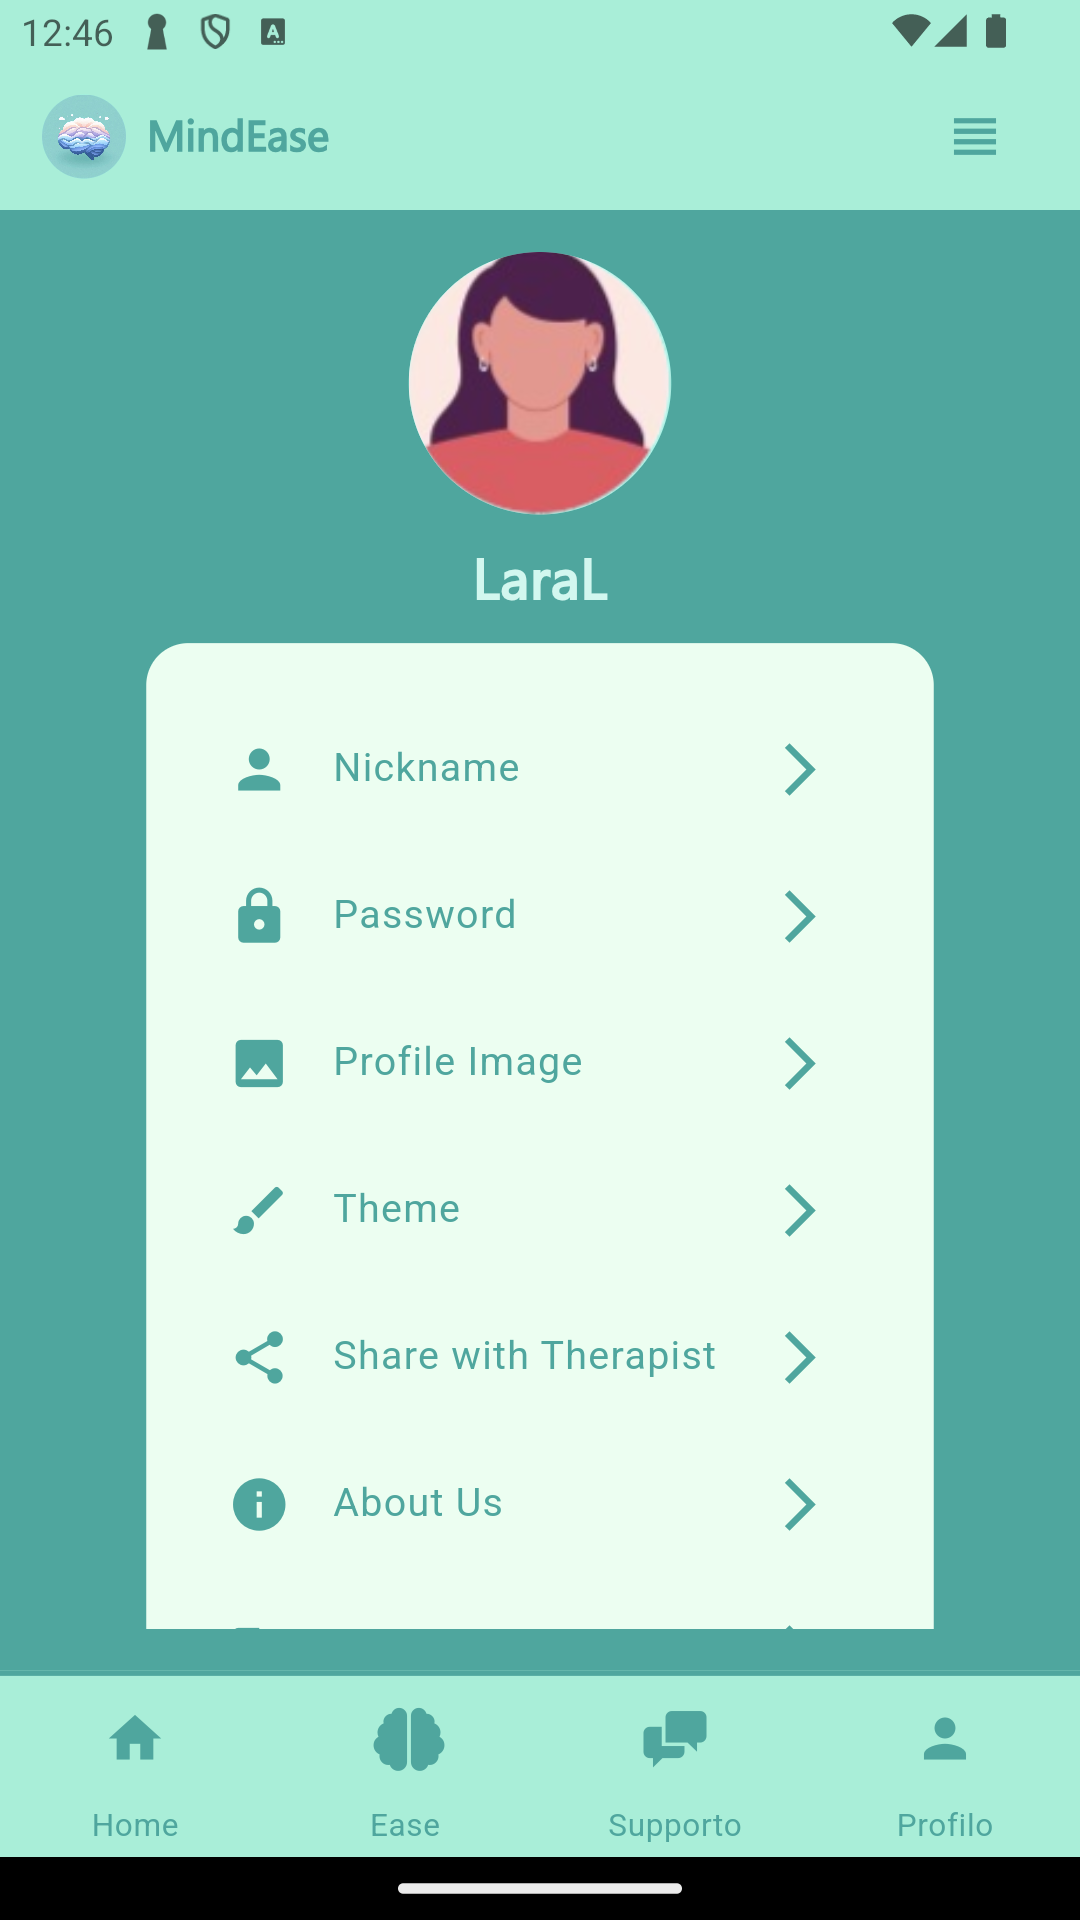 12:46
MindEase
LaraL
Nickname
Password
Profile Image
Theme
Share with Therapist
About Us
Home Ease Supporto Profilo